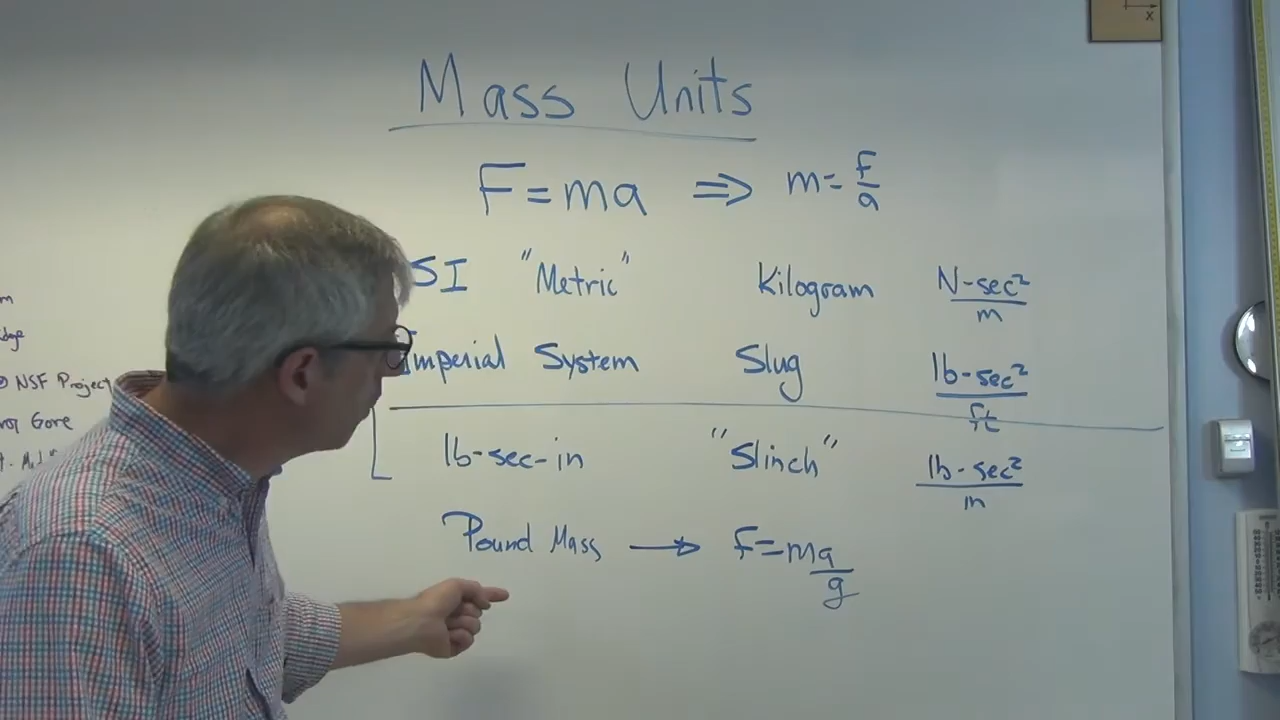 Mass Units
F = ma ⇒ m = F/a
SI "Metric" Kilogram N-sec²/m
Imperial System Slug lb-sec²/ft
lb-sec-in "Slinch" lb-sec²/in
Pound Mass → F = ma/g
NSF Project
Gore
x